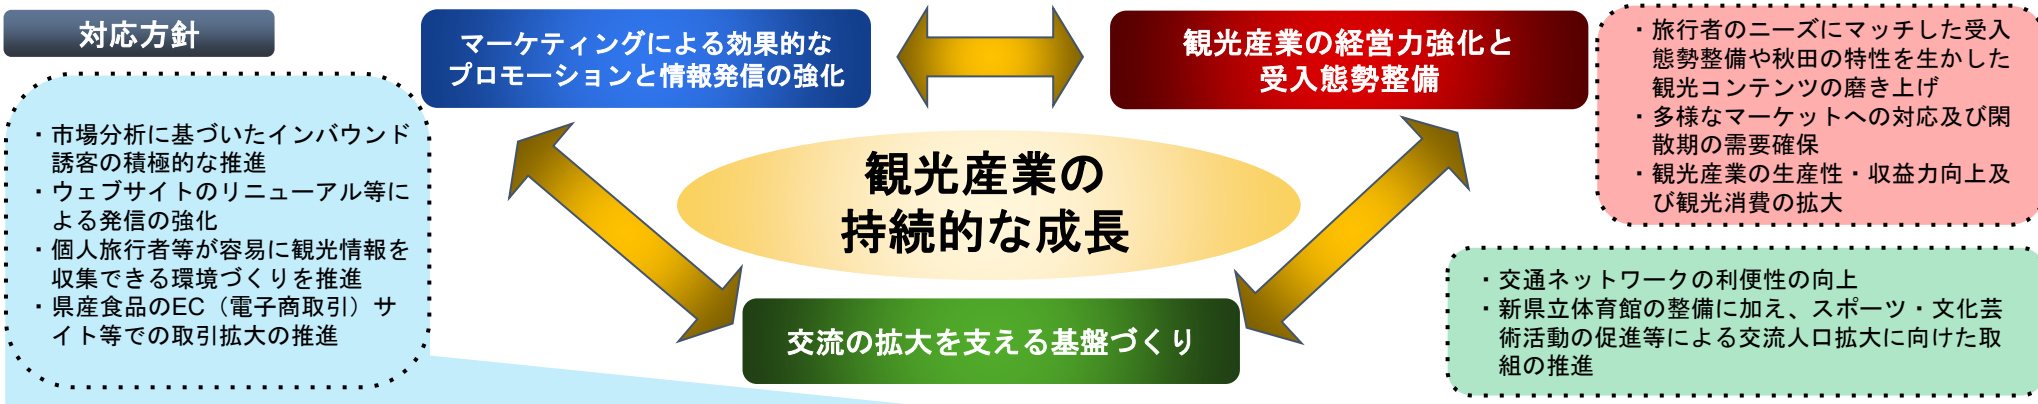 対応方針
マーケティングによる効果的な
プロモーションと情報発信の強化
観光産業の経営力強化と
受入態勢整備
・旅行者のニーズにマッチした受入
態勢整備や秋田の特性を生かした
観光コンテンツの磨き上げ
・多様なマーケットへの対応及び閑
散期の需要確保
・観光産業の生産性・収益力向上及
び観光消費の拡大
・市場分析に基づいたインバウンド
誘客の積極的な推進
・ウェブサイトのリニューアル等に
よる発信の強化
・個人旅行者等が容易に観光情報を
収集できる環境づくりを推進
・県産食品のEC（電子商取引）サ
イト等での取引拡大の推進
観光産業の
持続的な成長
交流の拡大を支える基盤づくり
・交通ネットワークの利便性の向上
・新県立体育館の整備に加え、スポーツ・文化芸
術活動の促進等による交流人口拡大に向けた取
組の推進